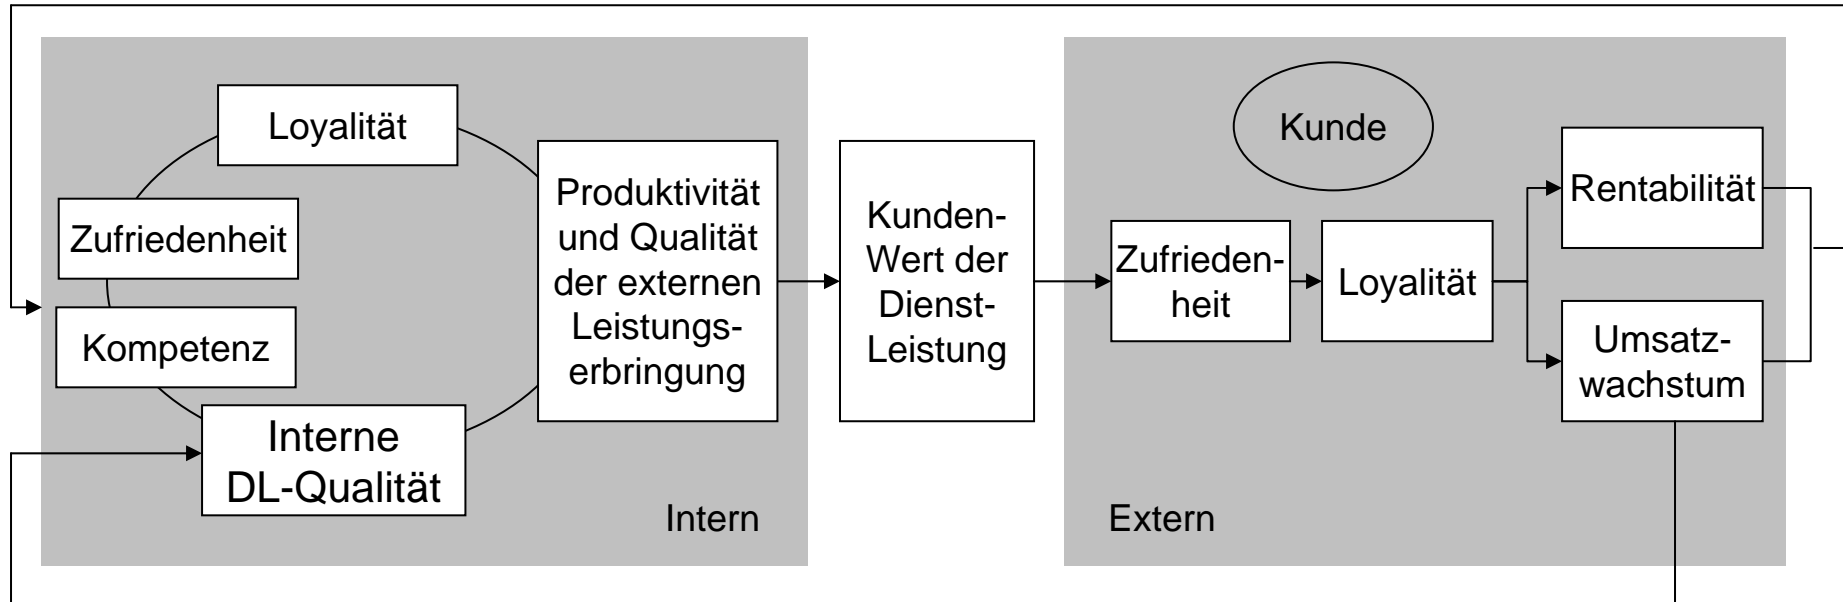 Loyalität
Zufriedenheit
Kompetenz
Interne
DL-Qualität
Produktivität
und Qualität
der externen
Leistungs-
erbringung
Intern
Kunden-
Wert der
Dienst-
Leistung
Kunde
Zufrieden-
heit
Loyalität
Rentabilität
Umsatz-
wachstum
Extern